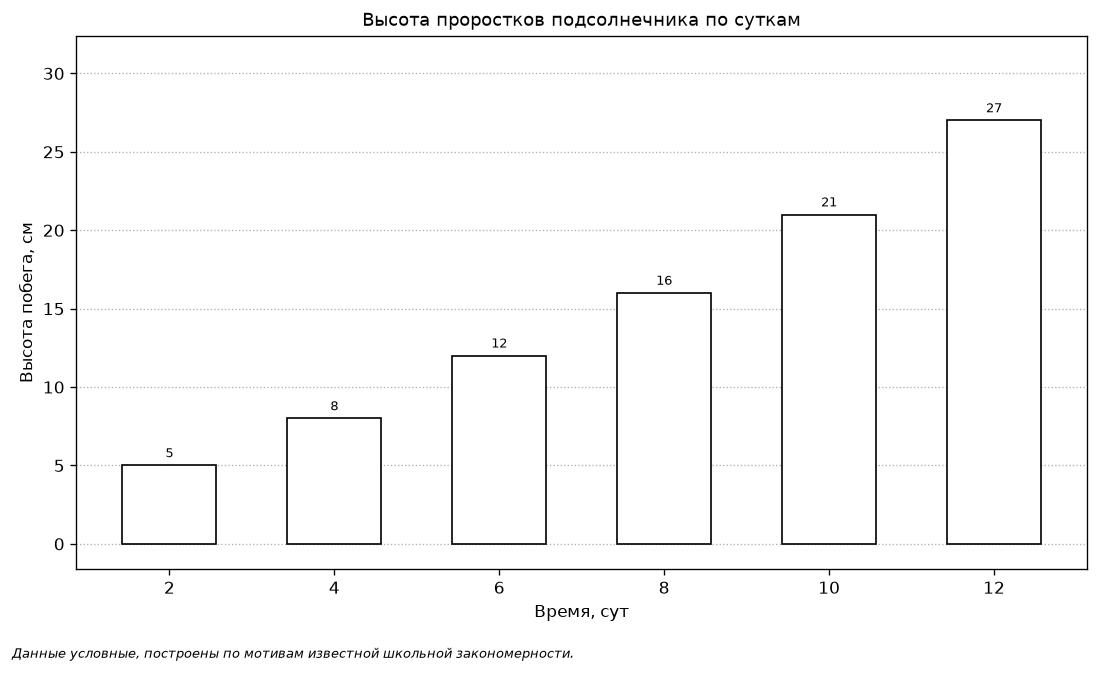 Высота проростков подсолнечника по суткам
Высота побега, см
30
25
20
15
10
5
0
5
8
12
16
21
27
2 4 6 8 10 12
Время, сут
Данные условные, построены по мотивам известной школьной закономерности.